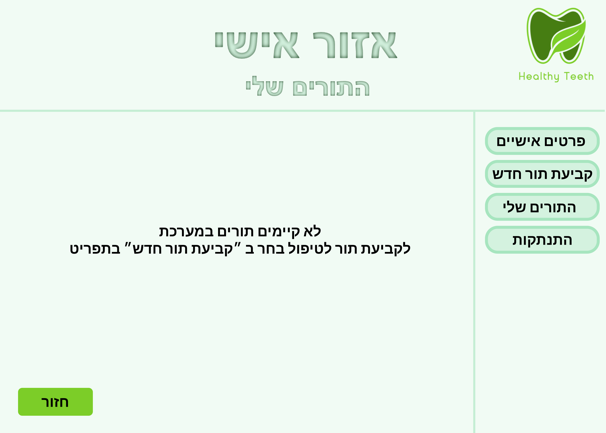 אזור אישי
התורים שלי
Healthy Teeth
פרטים אישיים
קביעת תור חדש
התורים שלי
התנתקות
לא קיימים תורים במערכת
לקביעת תור לטיפול בחר ב "קביעת תור חדש" בתפריט
חזור